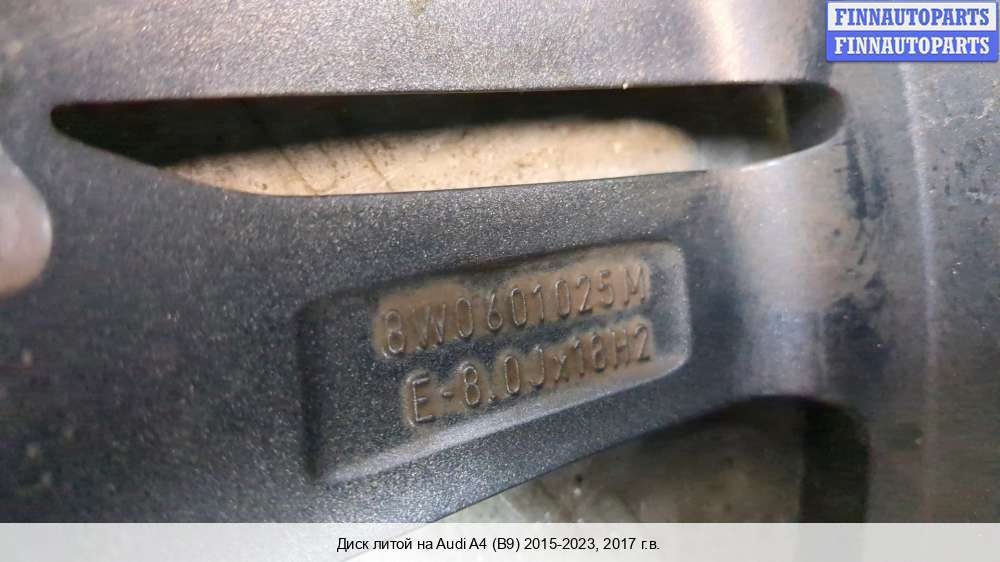 FINNAUTOPARTS
FINNAUTOPARTS
8W0601025M
E-8.0Jx18H2
Диск литой на Audi A4 (B9) 2015-2023, 2017 г.в.